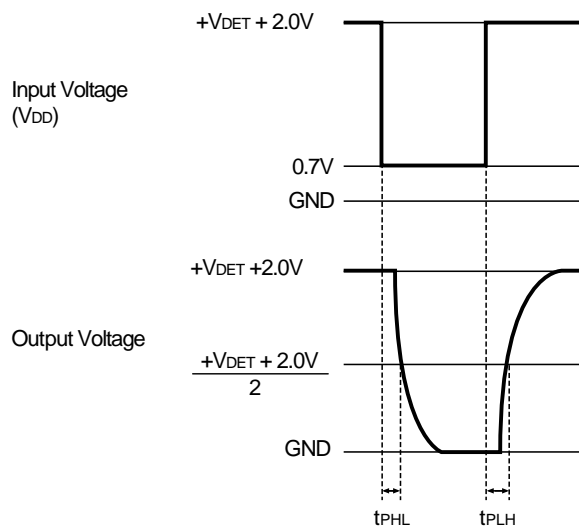 +VDET + 2.0V
Input Voltage
(VDD)
0.7V
GND
+VDET +2.0V
Output Voltage
+VDET + 2.0V
2
GND
tPHL
tPLH